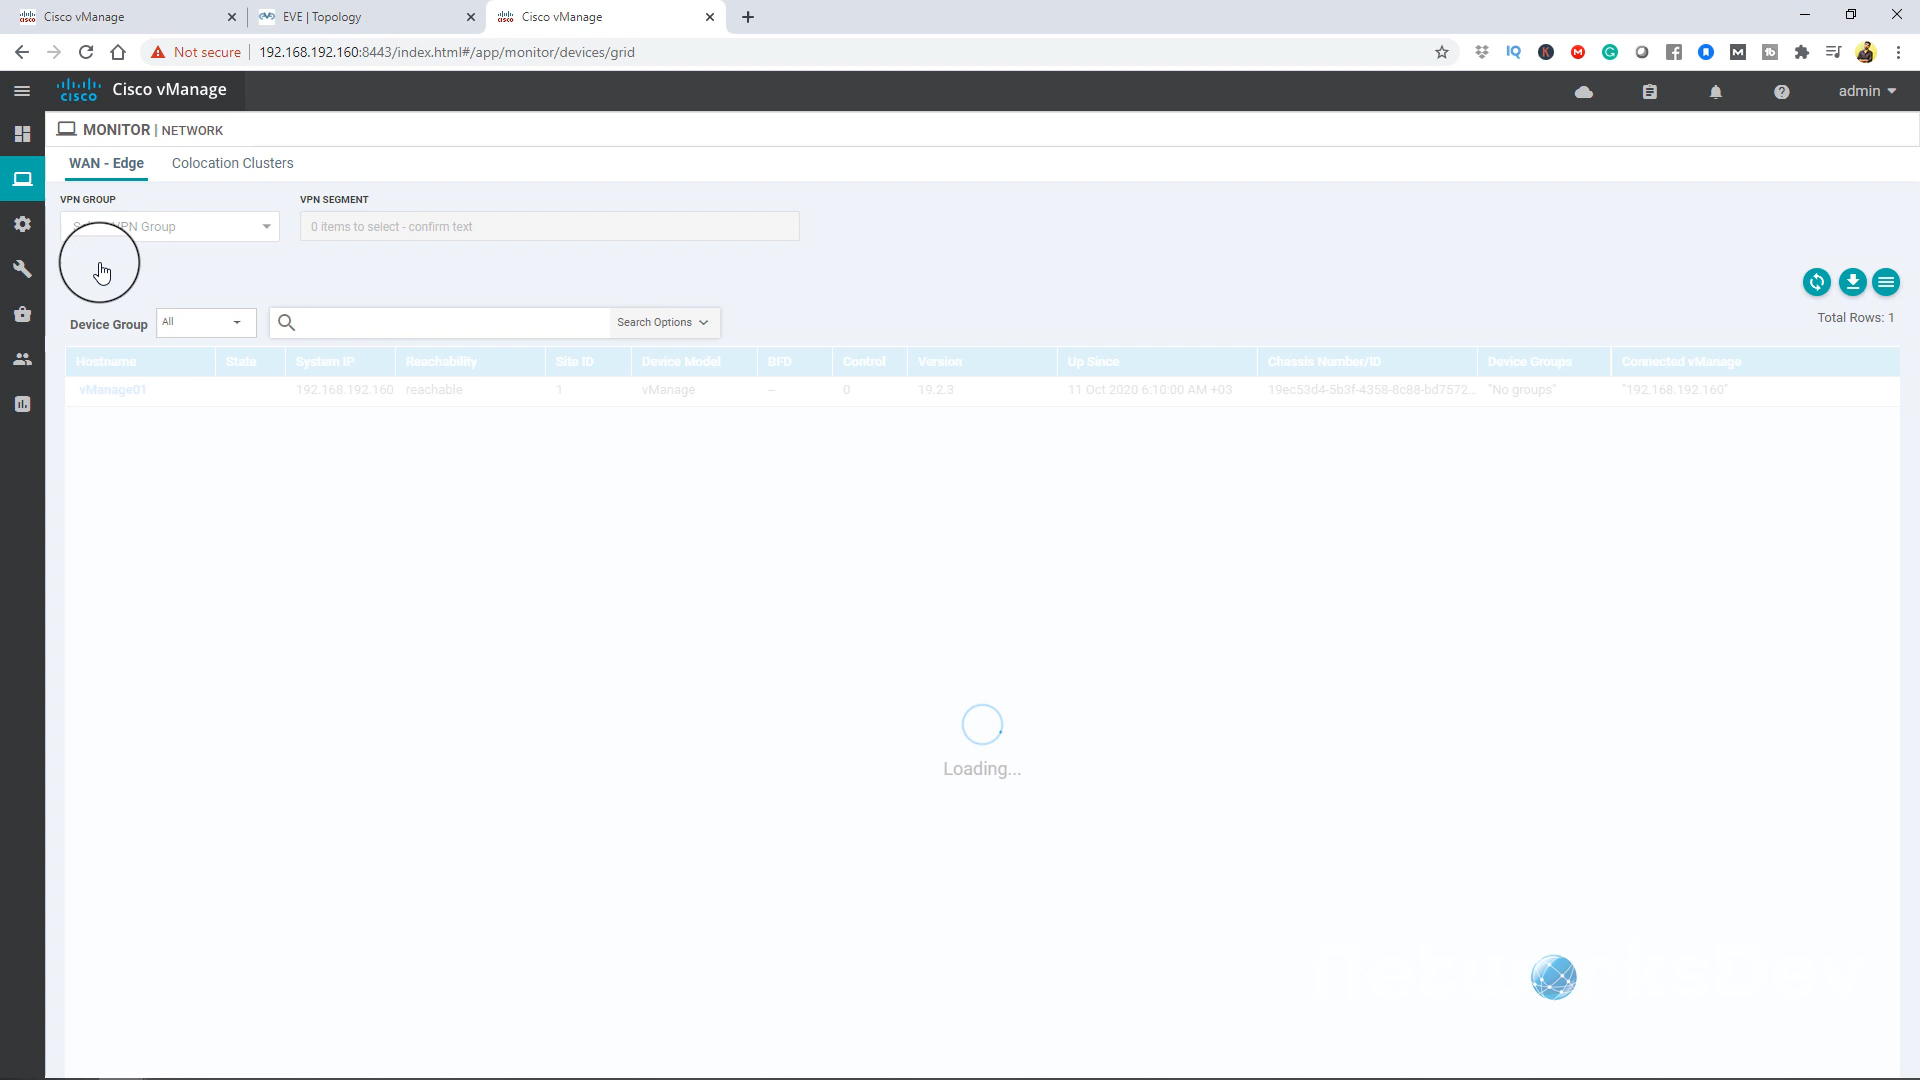 Cisco vManage
EVE | Topology
Cisco vManage
Not secure
192.168.192.160:8443/index.html#/app/monitor/devices/grid
cisco
Cisco vManage
admin
MONITOR | NETWORK
WAN - Edge
Colocation Clusters
VPN GROUP
VPN SEGMENT
VPN Group
0 items to select - confirm text
Device Group
All
Search Options
Total Rows: 1
Hostname State System IP Reachability Site ID Device Model BFD Control Version Up Since Chassis Number/ID Device Groups Connected vManage
vManage01 192.168.192.160 reachable 1 vManage -- 0 19.2.3 11 Oct 2020 6:10:00 AM +03 19ec53d4-5b3f-4358-8c88-bd7572... "No groups" "192.168.192.160"
Loading...